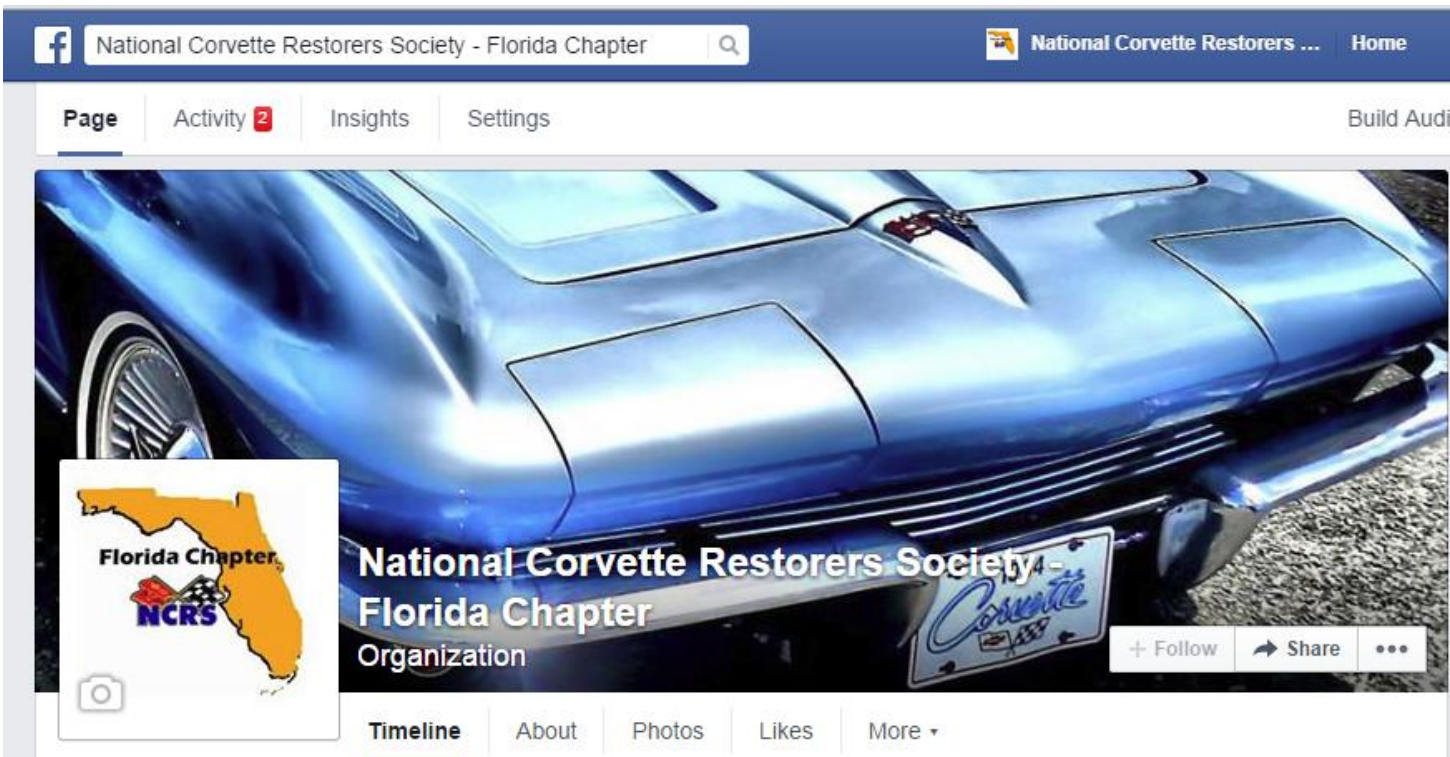 f National Corvette Restorers Society - Florida Chapter National Corvette Restorers ... Home
Page Activity 2 Insights Settings Build Audi
Florida Chapter
NCRS
National Corvette Restorers Society -
Florida Chapter
Organization
Corvette
+ Follow Share •••
Timeline About Photos Likes More